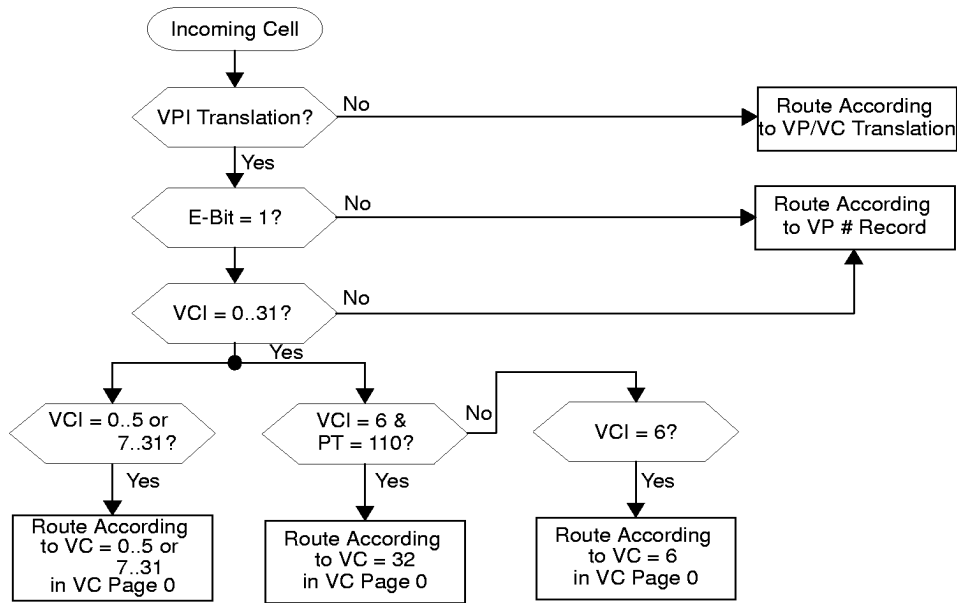 Incoming Cell
VPI Translation?
No
Route According
to VP/VC Translation
Yes
E-Bit = 1?
No
Route According
to VP # Record
VCI = 0..31?
No
Yes
VCI = 0..5 or
7..31?
VCI = 6 &
PT = 110?
No
VCI = 6?
Yes
Yes
Yes
Route According
to VC = 0..5 or
7..31
in VC Page 0
Route According
to VC = 32
in VC Page 0
Route According
to VC = 6
in VC Page 0